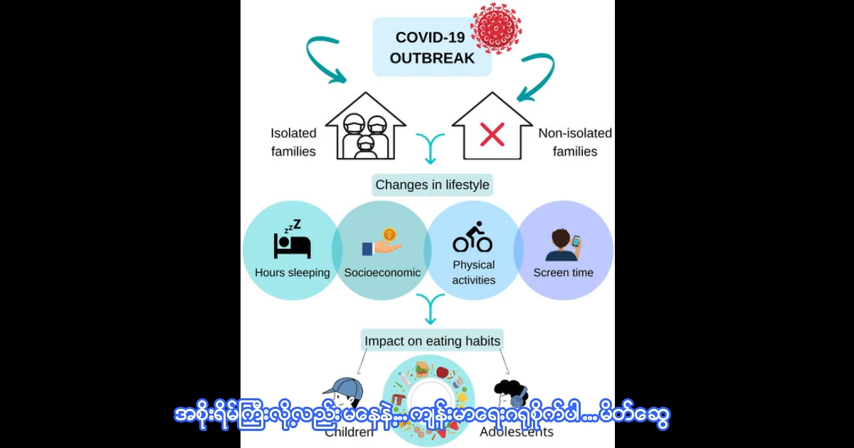 COVID-19
OUTBREAK
Isolated
families
Non-isolated
families
Changes in lifestyle
zzZ
Hours sleeping
Socioeconomic
Physical
activities
Screen time
Impact on eating habits
အစိုးရိမ်ကြီးလို့လည်းမနေနဲ့...ကျန်းမာရေးဂရုစိုက်ပါ...မိတ်ဆွေ
Children
Adolescents